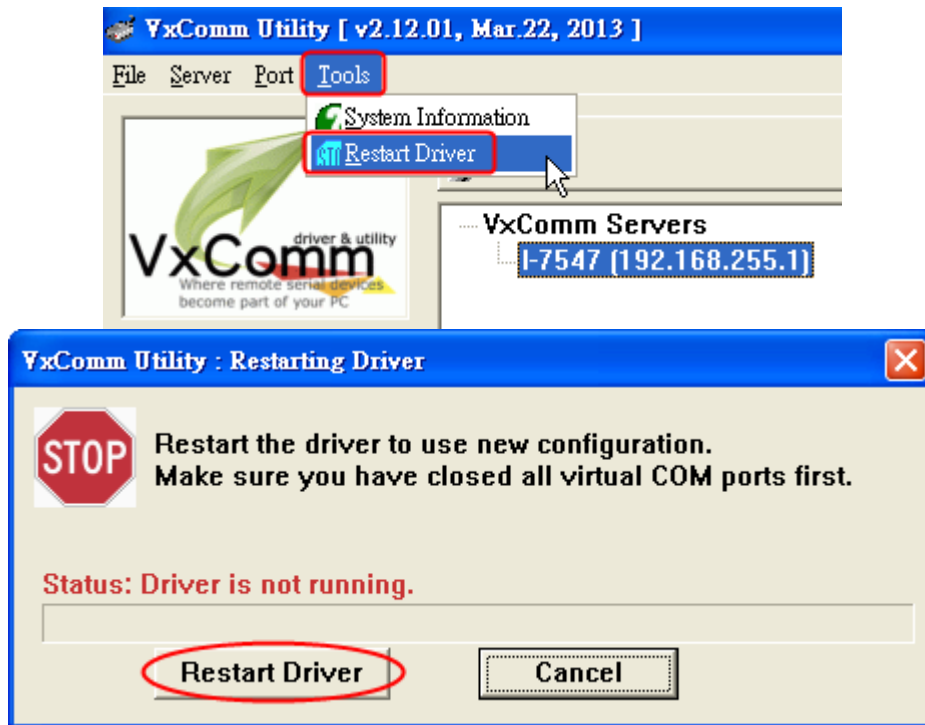 VxComm Utility [ v2.12.01, Mar.22, 2013 ]
File Server Port Tools
System Information
Restart Driver
driver & utility
VxComm
Where remote serial devices
become part of your PC
VxComm Servers
I-7547 (192.168.255.1)
VxComm Utility : Restarting Driver
STOP
Restart the driver to use new configuration.
Make sure you have closed all virtual COM ports first.
Status: Driver is not running.
Restart Driver Cancel